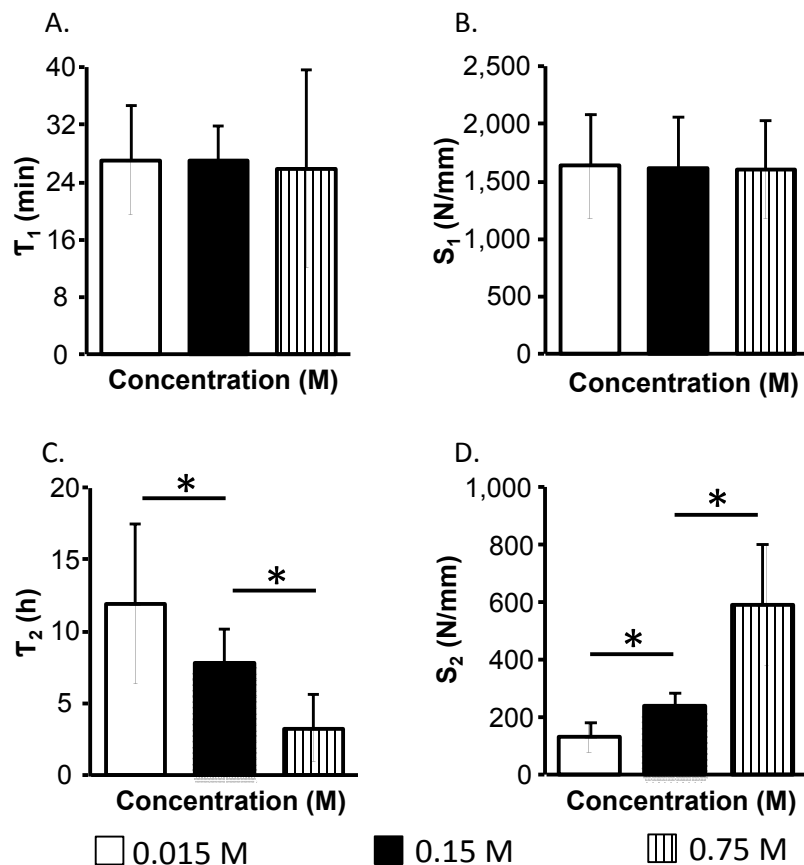 A.
40
32
24
16
8
0
T₁ (min)
Concentration (M)
B.
2,500
2,000
1,500
1,000
500
0
S₁ (N/mm)
Concentration (M)
C.
20
15
10
5
0
T₂ (h)
*
*
Concentration (M)
D.
1,000
800
600
400
200
0
S₂ (N/mm)
*
*
Concentration (M)
0.015 M 0.15 M 0.75 M